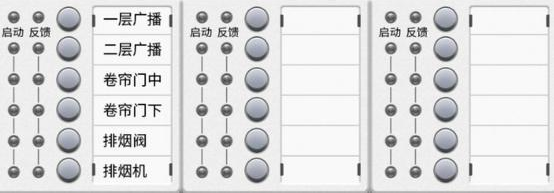 一层广播
启动 反馈
二层广播
卷帘门中
卷帘门下
排烟阀
排烟机
启动 反馈
启动 反馈